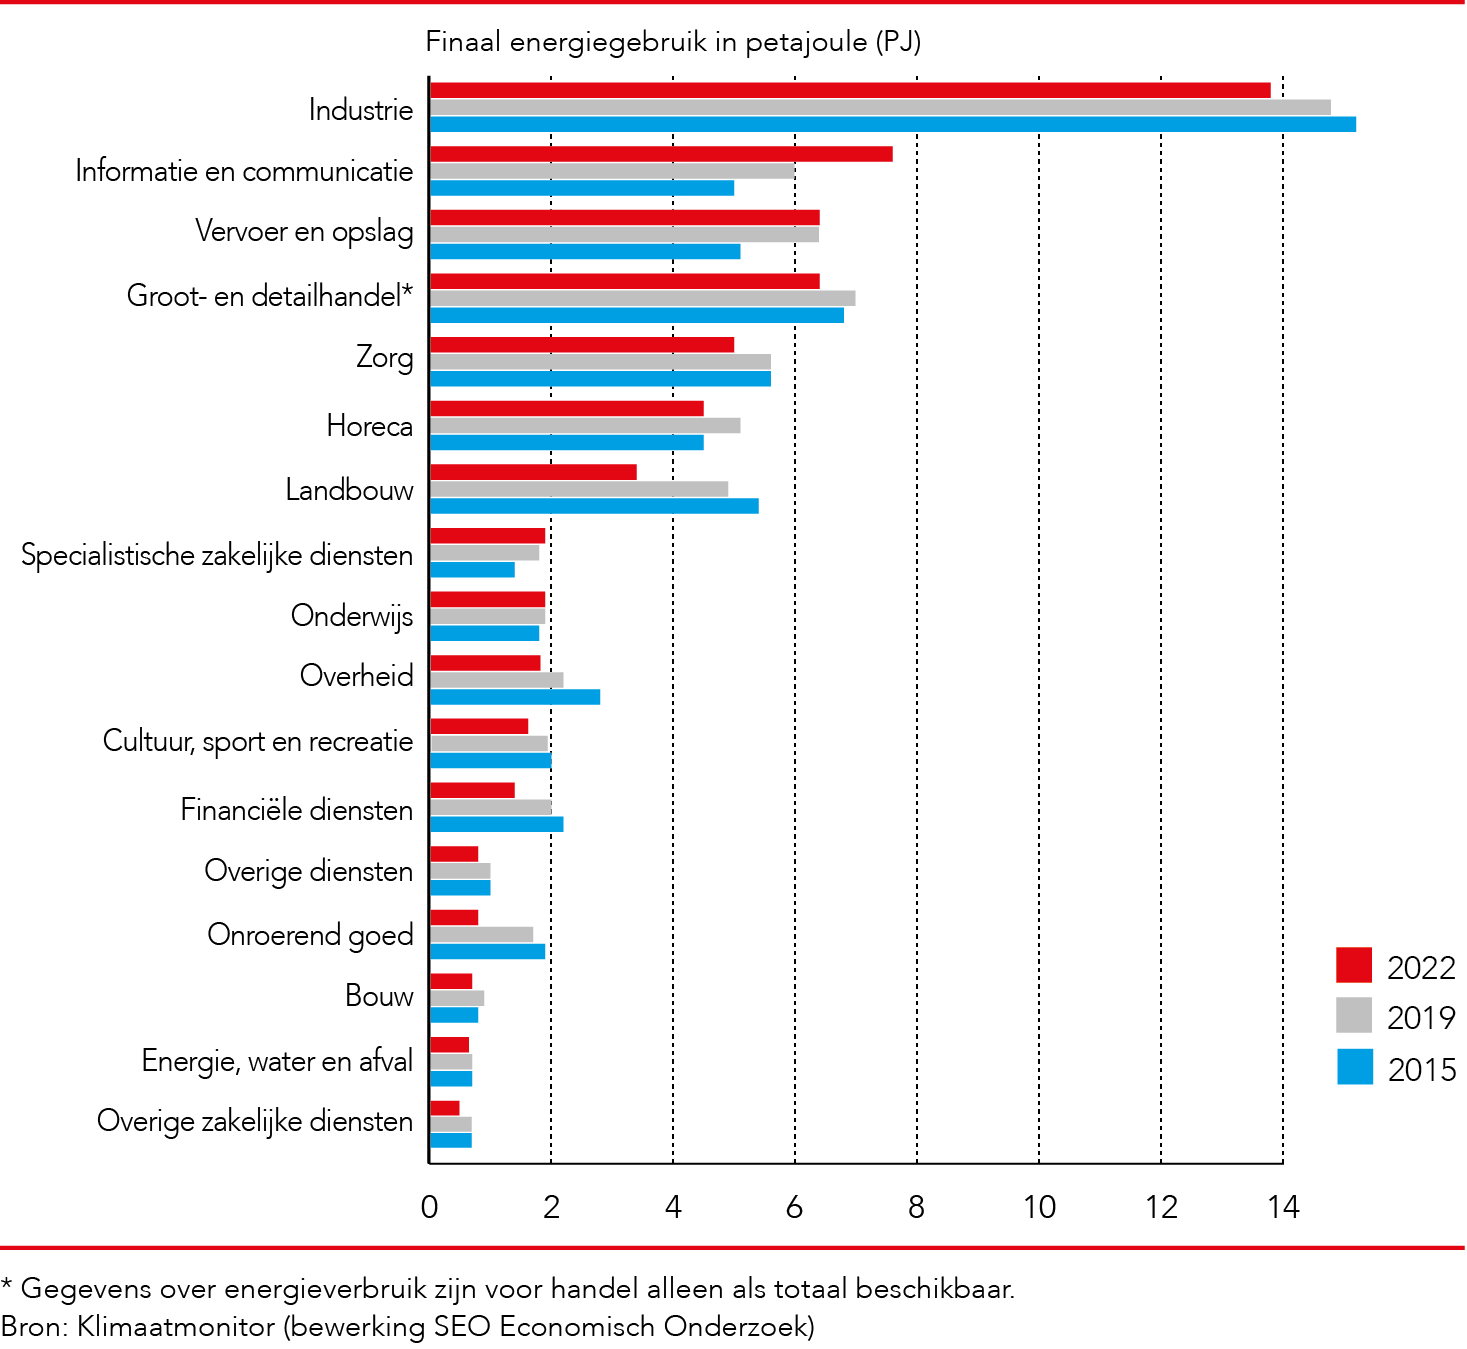 Finaal energiegebruik in petajoule (PJ)
Industrie
Informatie en communicatie
Vervoer en opslag
Groot- en detailhandel*
Zorg
Horeca
Landbouw
Specialistische zakelijke diensten
Onderwijs
Overheid
Cultuur, sport en recreatie
Financiële diensten
Overige diensten
Onroerend goed
Bouw
Energie, water en afval
Overige zakelijke diensten
2022
2019
2015
0 2 4 6 8 10 12 14
* Gegevens over energieverbruik zijn voor handel alleen als totaal beschikbaar.
Bron: Klimaatmonitor (bewerking SEO Economisch Onderzoek)